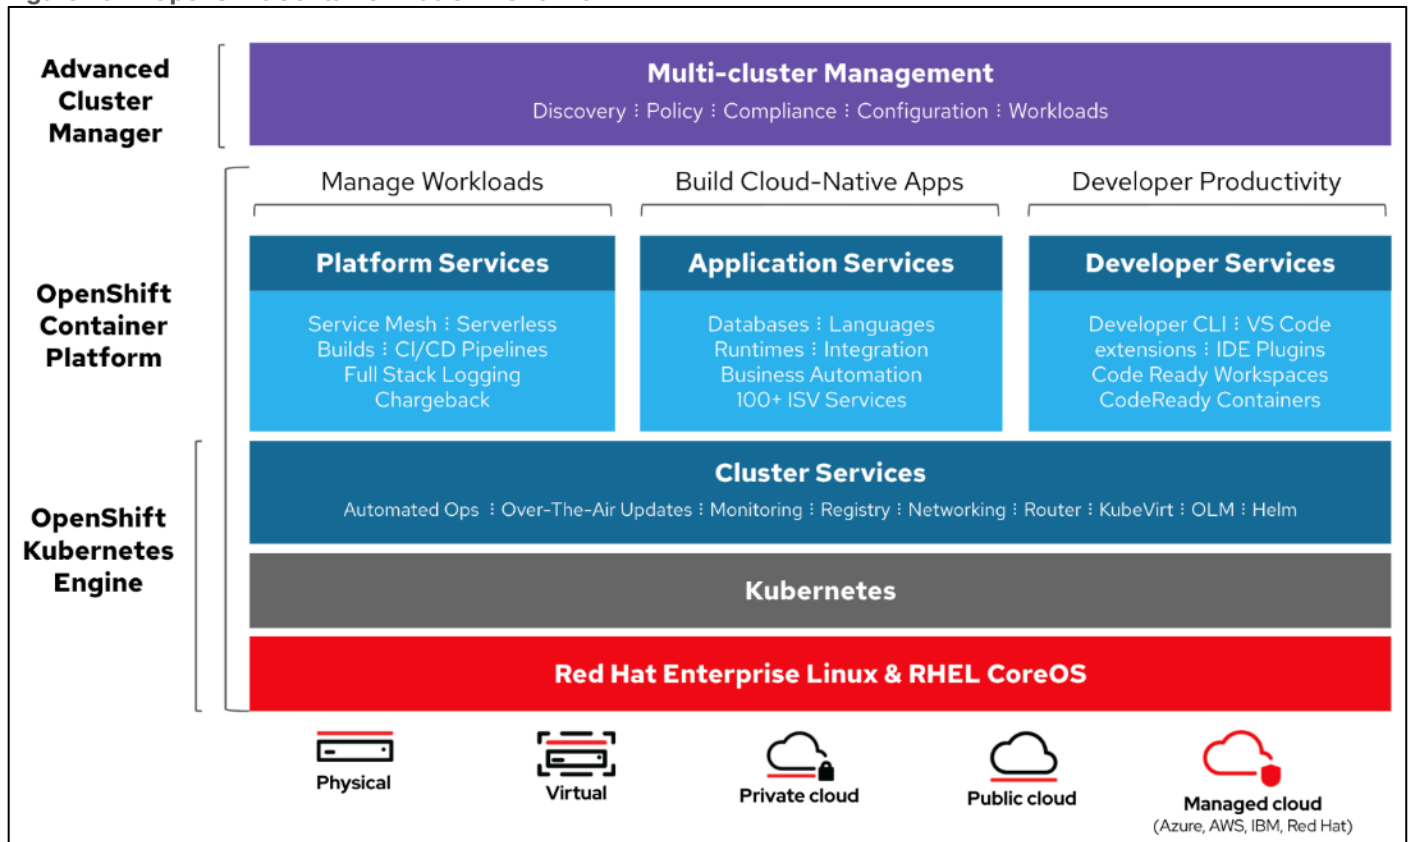 Advanced
Cluster
Manager
Multi-cluster Management
Discovery ⫶ Policy ⫶ Compliance ⫶ Configuration ⫶ Workloads
Manage Workloads
Build Cloud-Native Apps
Developer Productivity
OpenShift
Container
Platform
Platform Services
Service Mesh ⫶ Serverless
Builds ⫶ CI/CD Pipelines
Full Stack Logging
Chargeback
Application Services
Databases ⫶ Languages
Runtimes ⫶ Integration
Business Automation
100+ ISV Services
Developer Services
Developer CLI ⫶ VS Code
extensions ⫶ IDE Plugins
Code Ready Workspaces
CodeReady Containers
OpenShift
Kubernetes
Engine
Cluster Services
Automated Ops ⫶ Over-The-Air Updates ⫶ Monitoring ⫶ Registry ⫶ Networking ⫶ Router ⫶ KubeVirt ⫶ OLM ⫶ Helm
Kubernetes
Red Hat Enterprise Linux & RHEL CoreOS
Physical
Virtual
Private cloud
Public cloud
Managed cloud
(Azure, AWS, IBM, Red Hat)